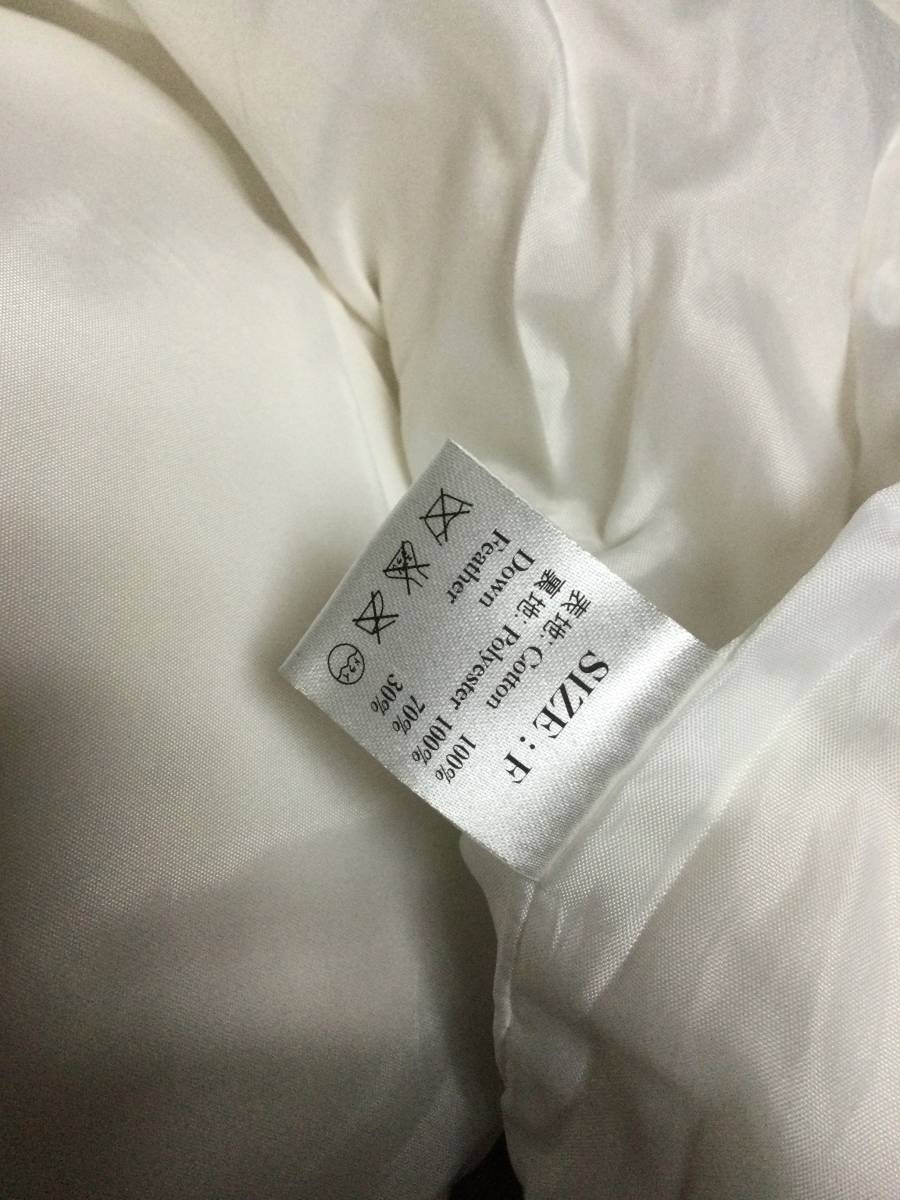 SIZE : F
表地: Cotton 100%
裏地: Polyester 100%
Down 70%
Feather 30%